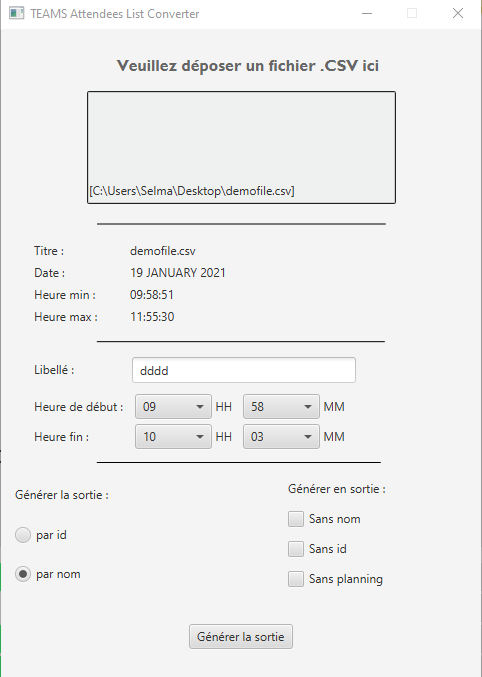 TEAMS Attendees List Converter
Veuillez déposer un fichier .CSV ici
[C:\Users\Selma\Desktop\demofile.csv]
Titre : demofile.csv
Date : 19 JANUARY 2021
Heure min : 09:58:51
Heure max : 11:55:30
Libellé : dddd
Heure de début : 09 HH 58 MM
Heure fin : 10 HH 03 MM
Générer la sortie :
par id
par nom
Générer en sortie :
Sans nom
Sans id
Sans planning
Générer la sortie